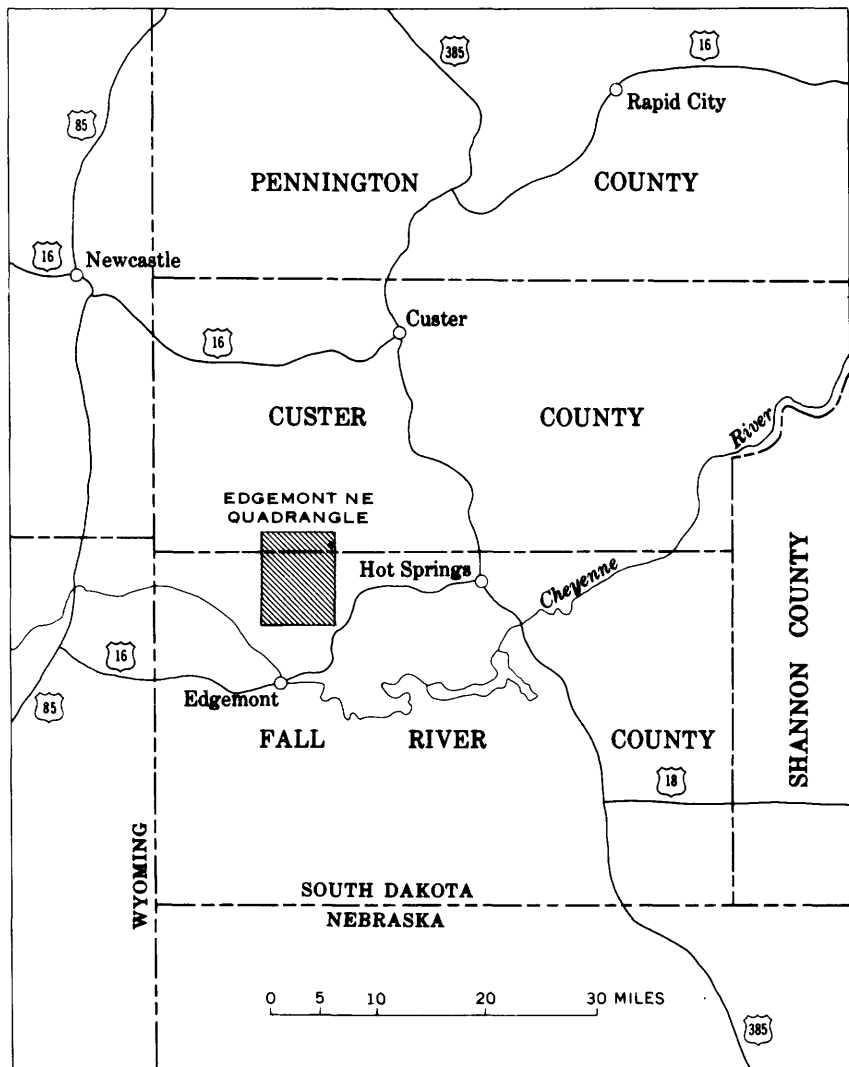 385
16
Rapid City
85
PENNINGTON COUNTY
16
Newcastle
Custer
16
CUSTER COUNTY
River
EDGEMONT NE
QUADRANGLE
Hot Springs
Cheyenne
SHANNON COUNTY
16
Edgemont
85
FALL RIVER COUNTY
18
WYOMING
SOUTH DAKOTA
NEBRASKA
0 5 10 20 30 MILES
385